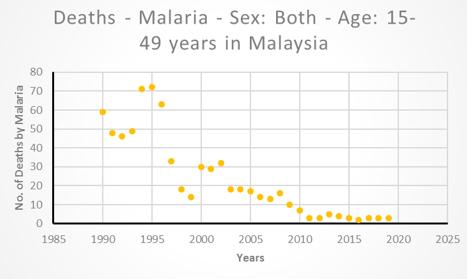 Deaths - Malaria - Sex: Both - Age: 15-
49 years in Malaysia
No. of Deaths by Malaria
80
70
60
50
40
30
20
10
0
1985 1990 1995 2000 2005 2010 2015 2020 2025
Years